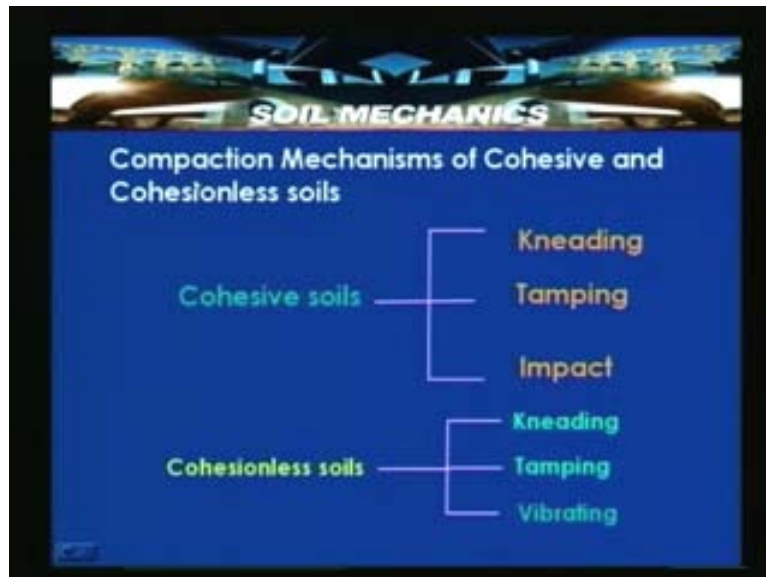 SOIL MECHANICS
Compaction Mechanisms of Cohesive and
Cohesionless soils
Kneading
Cohesive soils
Tamping
Impact
Kneading
Cohesionless soils
Tamping
Vibrating